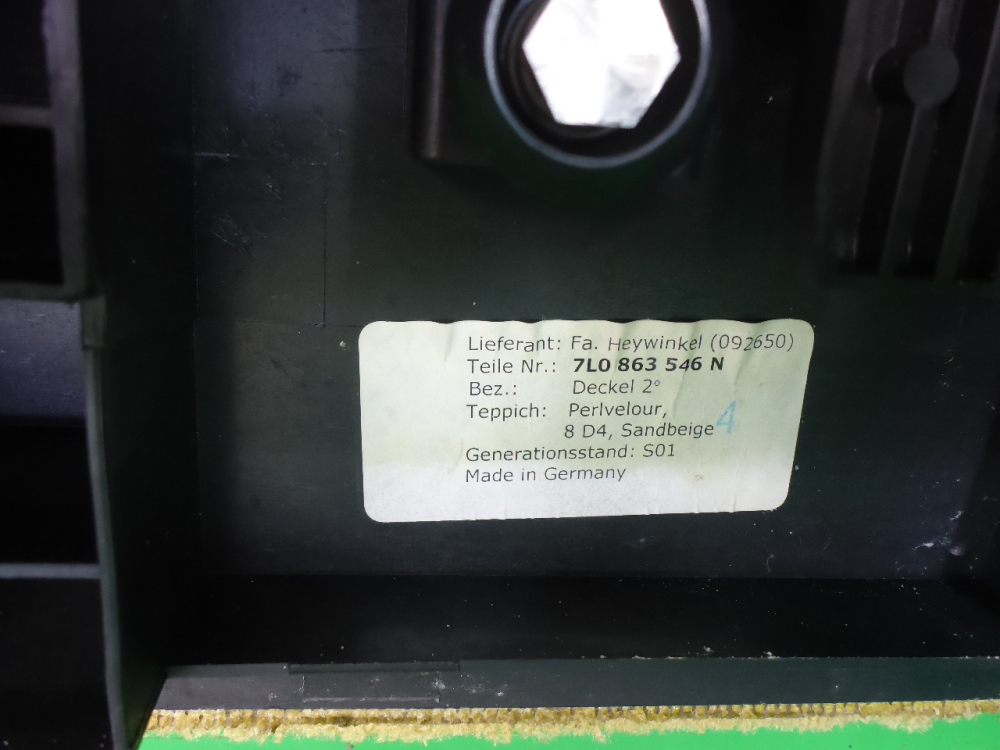 Lieferant: Fa. Heywinkel (092650)
Teile Nr.: 7L0 863 546 N
Bez.: Deckel 2°
Teppich: Perlvelour,
8 D4, Sandbeige 4
Generationsstand: S01
Made in Germany